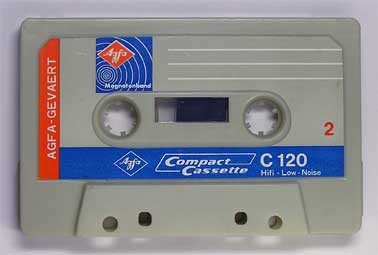 AGFA-GEVAERT
Agfa
Magnetonband
2
Agfa
Compact
Cassette
C 120
Hifi - Low - Noise